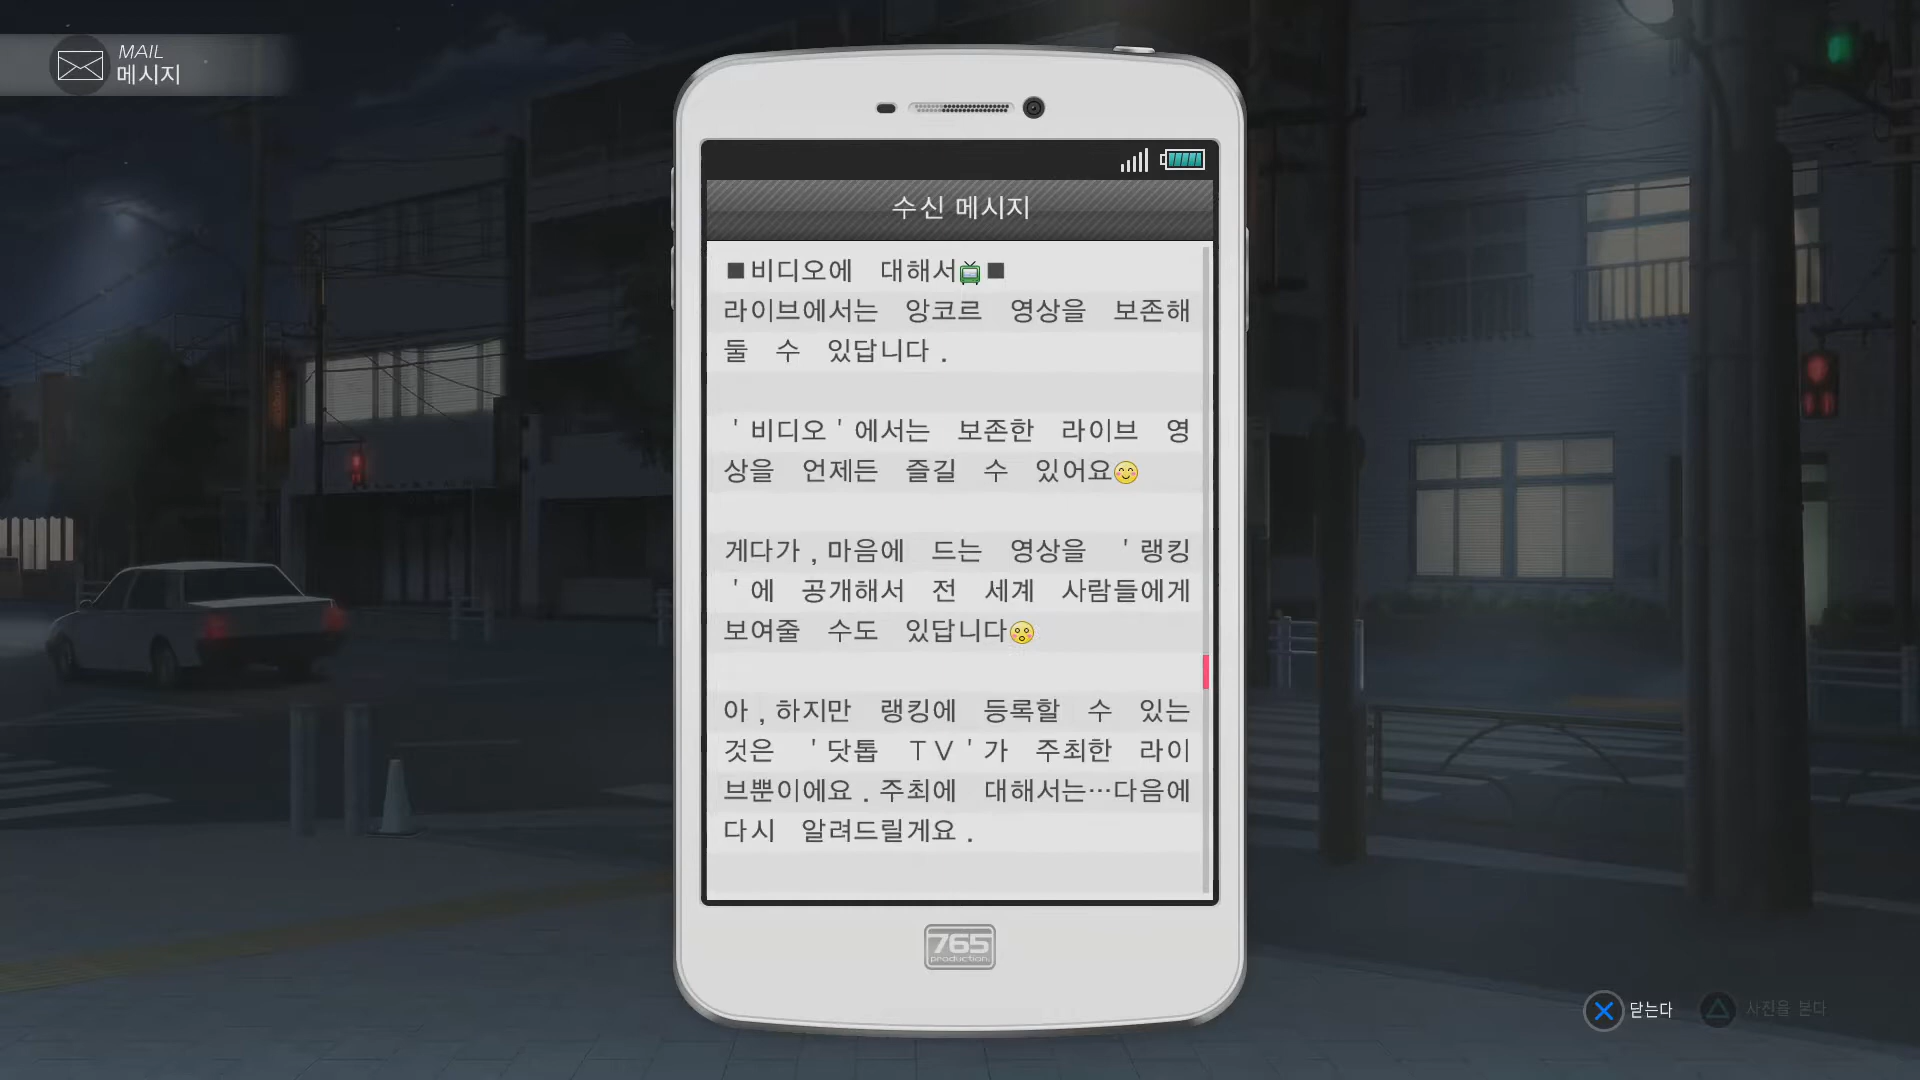 MAIL
메시지
수신 메시지
■비디오에 대해서📺■
라이브에서는 앙코르 영상을 보존해
둘 수 있답니다.
'비디오'에서는 보존한 라이브 영
상을 언제든 즐길 수 있어요😊
게다가,마음에 드는 영상을 '랭킹
'에 공개해서 전 세계 사람들에게
보여줄 수도 있답니다😗
아,하지만 랭킹에 등록할 수 있는
것은 '닷톱 TV'가 주최한 라이
브뿐이에요.주최에 대해서는…다음에
다시 알려드릴게요.
765
production
닫는다
사진을 본다